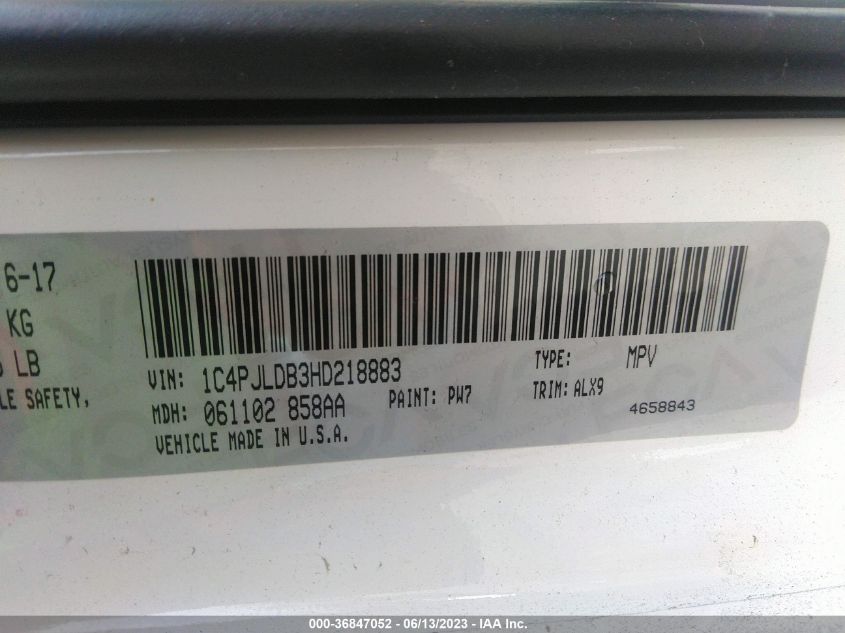 6-17
KG
LB
LE SAFETY,
VIN: 1C4PJLDB3HD218883
TYPE: MPV
MDH: 061102 858AA
PAINT: PW7
TRIM: ALX9
VEHICLE MADE IN U.S.A.
4658843
000-36847052 - 06/13/2023 - IAA Inc.